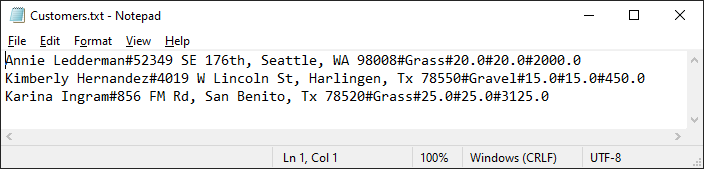 Customers.txt - Notepad
File Edit Format View Help
Annie Ledderman#52349 SE 176th, Seattle, WA 98008#Grass#20.0#20.0#2000.0
Kimberly Hernandez#4019 W Lincoln St, Harlingen, Tx 78550#Gravel#15.0#15.0#450.0
Karina Ingram#856 FM Rd, San Benito, Tx 78520#Grass#25.0#25.0#3125.0
Ln 1, Col 1 100% Windows (CRLF) UTF-8